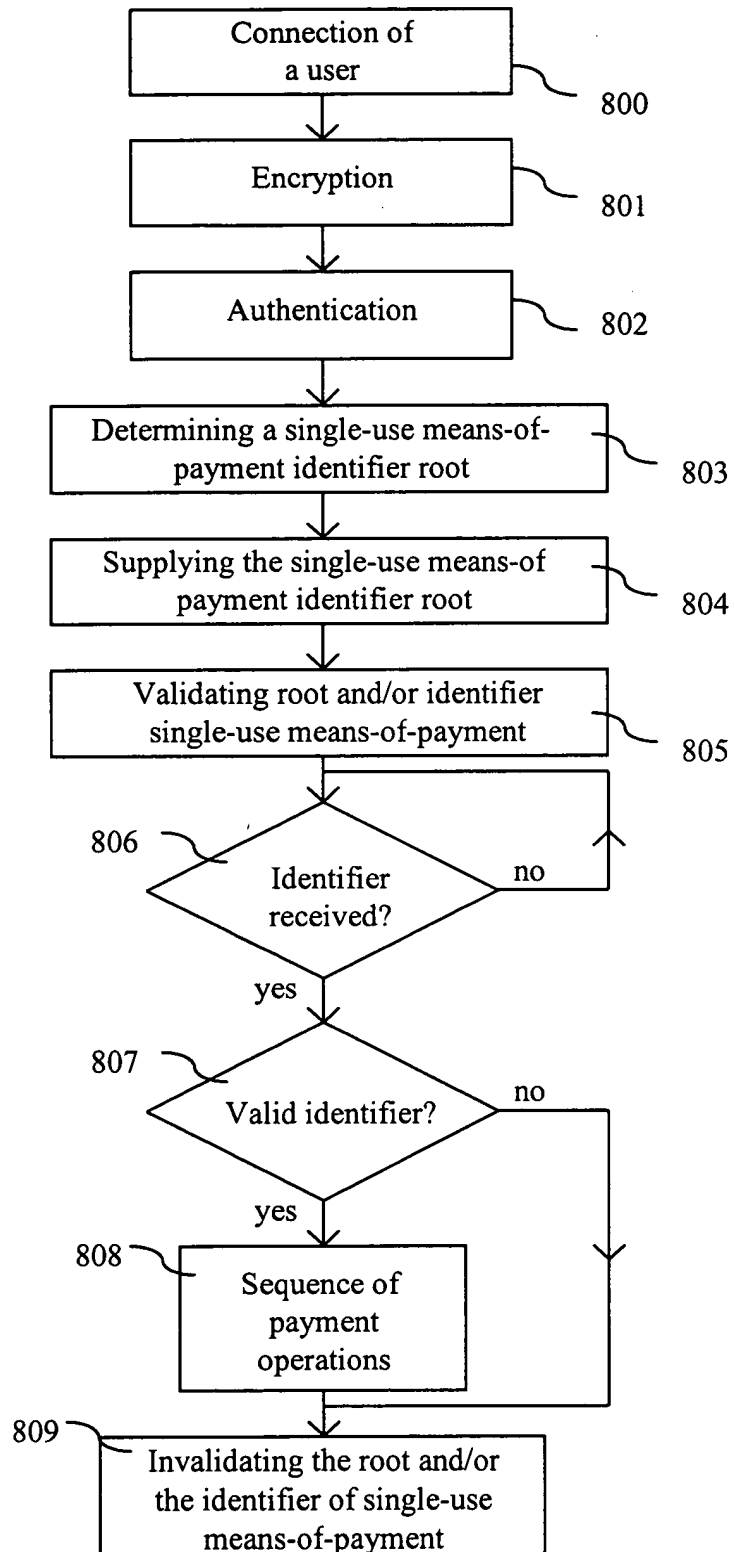 Connection of
a user
800
Encryption
801
Authentication
802
Determining a single-use means-of-
payment identifier root
803
Supplying the single-use means-of
payment identifier root
804
Validating root and/or identifier
single-use means-of-payment
805
806
Identifier
received?
no
yes
807
Valid identifier?
no
yes
808
Sequence of
payment
operations
809
Invalidating the root and/or
the identifier of single-use
means-of-payment